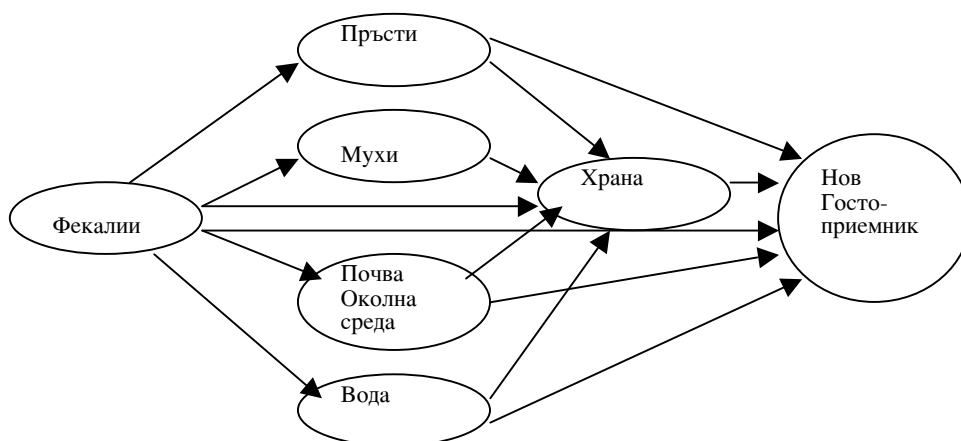 Пръсти
Мухи
Храна
Нов
Госто-
приемник
Фекалии
Почва
Околна
среда
Вода